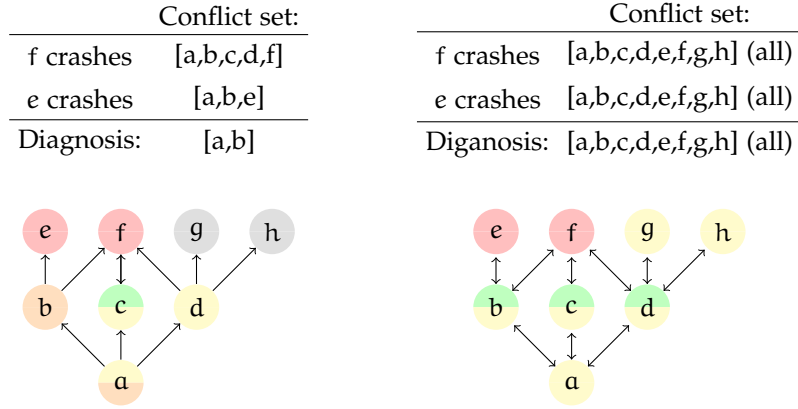 Conflict set:
f crashes [a,b,c,d,f]
e crashes [a,b,e]
Diagnosis: [a,b]
e f g h
b c d
a
Conflict set:
f crashes [a,b,c,d,e,f,g,h] (all)
e crashes [a,b,c,d,e,f,g,h] (all)
Diganosis: [a,b,c,d,e,f,g,h] (all)
e f g h
b c d
a